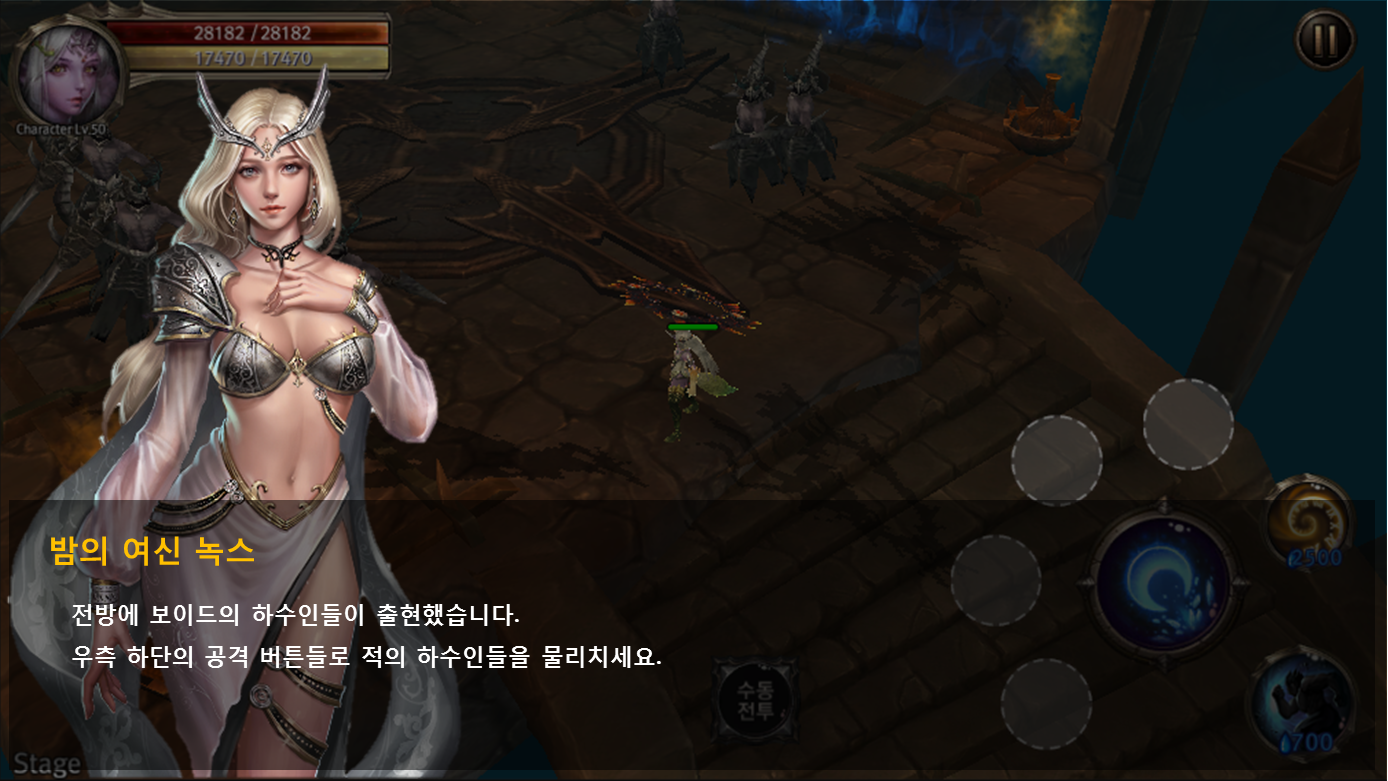 28182 / 28182
17470 / 17470
Character Lv.50
밤의 여신 녹스
전방에 보이드의 하수인들이 출현했습니다.
우측 하단의 공격 버튼들로 적의 하수인들을 물리치세요.
2500
수동
전투
700
Stage